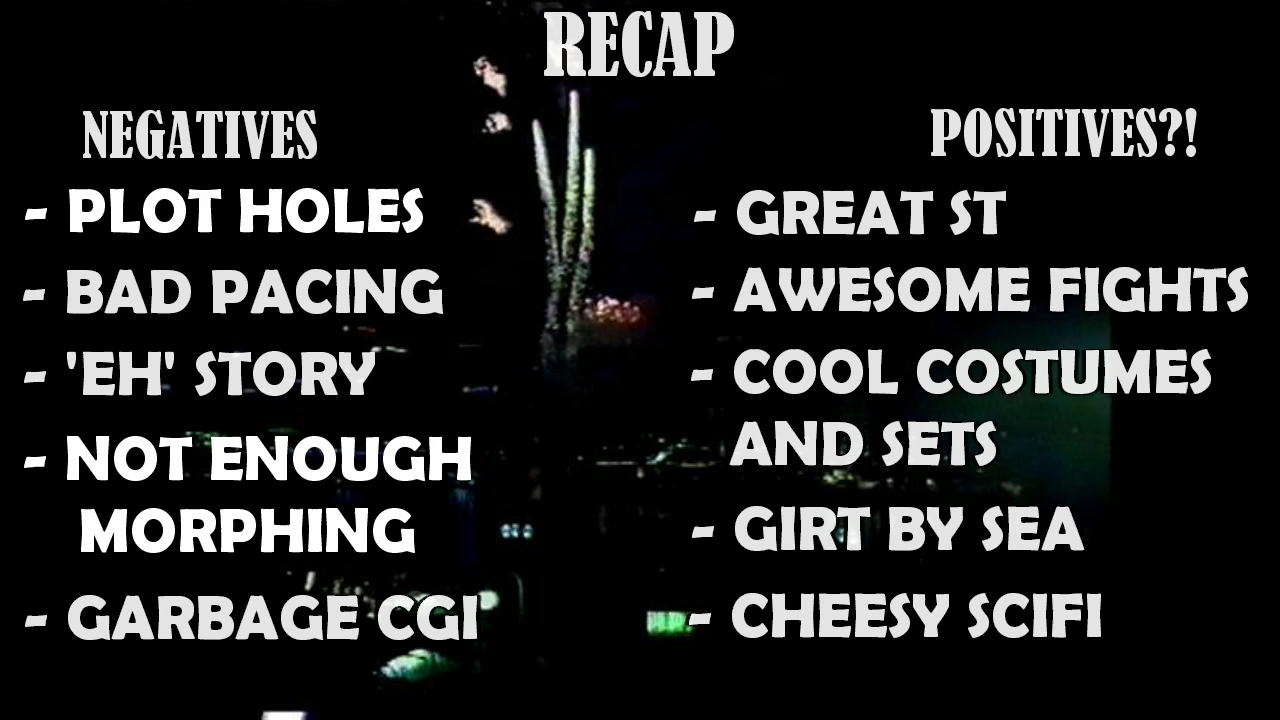 RECAP
NEGATIVES
- PLOT HOLES
- BAD PACING
- 'EH' STORY
- NOT ENOUGH
MORPHING
- GARBAGE CGI
POSITIVES?!
- GREAT ST
- AWESOME FIGHTS
- COOL COSTUMES
AND SETS
- GIRT BY SEA
- CHEESY SCIFI